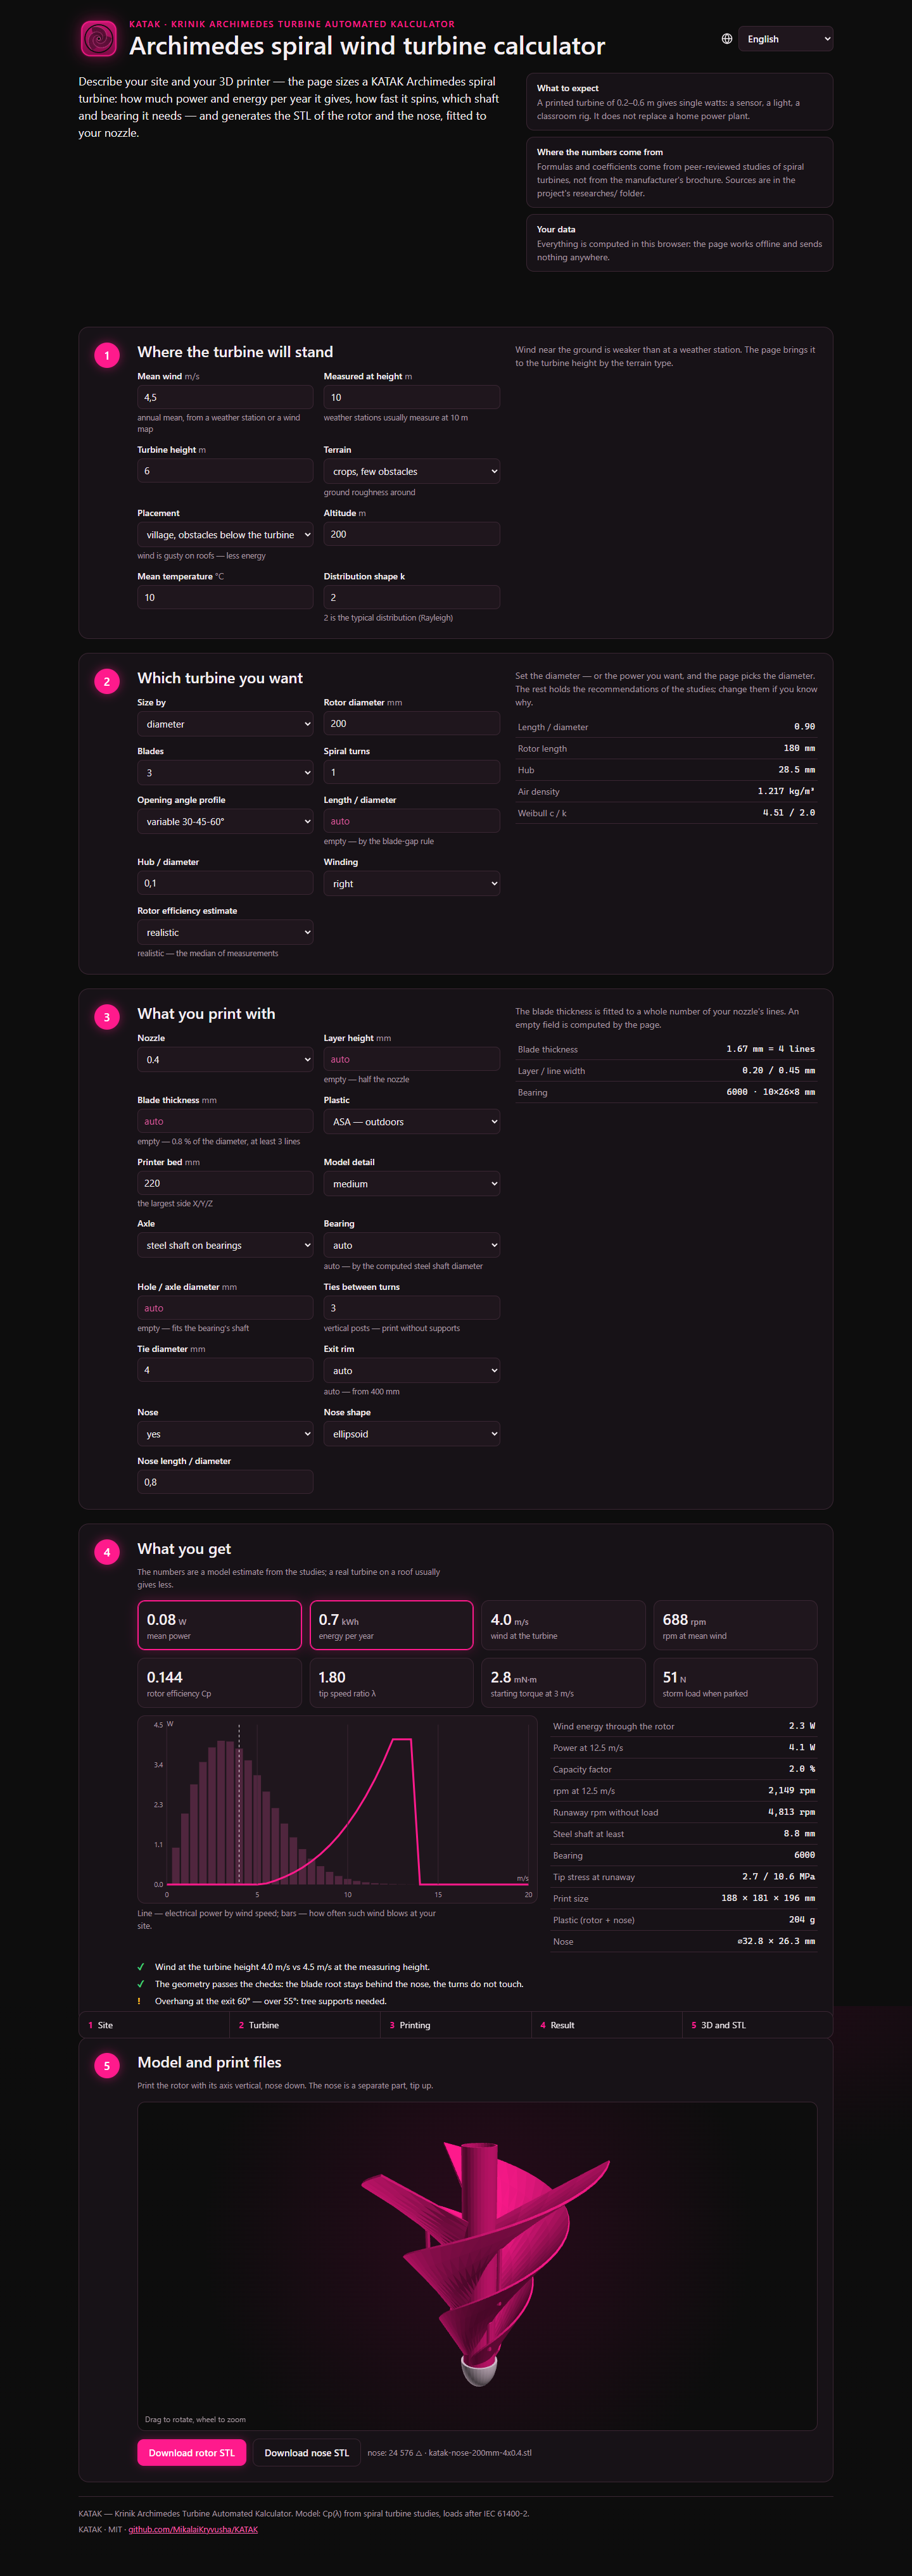 KATAK - KRINIK ARCHIMEDES TURBINE AUTOMATED KALCULATOR
Archimedes spiral wind turbine calculator
English
Describe your site and your 3D printer — the page sizes a KATAK Archimedes spiral
turbine: how much power and energy per year it gives, how fast it spins, which shaft
and bearing it needs — and generates the STL of the rotor and the nose, fitted to
your nozzle.
What to expect
A printed turbine of 0.2–0.6 m gives single watts: a sensor, a light, a
classroom rig. It does not replace a home power plant.
Where the numbers come from
Formulas and coefficients come from peer-reviewed studies of spiral
turbines, not from the manufacturer's brochure. Sources are in the
project's researches/ folder.
Your data
Everything is computed in this browser: the page works offline and sends
nothing anywhere.
1
Where the turbine will stand
Wind near the ground is weaker than at a weather station. The page brings it
to the turbine height by the terrain type.
Mean wind m/s
4,5
annual mean, from a weather station or a wind
map
Measured at height m
10
weather stations usually measure at 10 m
Turbine height m
6
Terrain
crops, few obstacles
ground roughness around
Placement
village, obstacles below the turbine
wind is gusty on roofs — less energy
Altitude m
200
Mean temperature °C
10
Distribution shape k
2
2 is the typical distribution (Rayleigh)
2
Which turbine you want
Set the diameter — or the power you want, and the page picks the diameter.
The rest holds the recommendations of the studies; change them if you know
why.
Size by
diameter
Rotor diameter mm
200
Blades
3
Spiral turns
1
Opening angle profile
variable 30-45-60°
Length / diameter
auto
empty — by the blade-gap rule
Hub / diameter
0,1
Winding
right
Rotor efficiency estimate
realistic
realistic — the median of measurements
Length / diameter 0.90
Rotor length 180 mm
Hub 28.5 mm
Air density 1.217 kg/m³
Weibull c / k 4.51 / 2.0
3
What you print with
The blade thickness is fitted to a whole number of your nozzle's lines. An
empty field is computed by the page.
Nozzle
0.4
Layer height mm
auto
empty — half the nozzle
Blade thickness mm
auto
empty — 0.8 % of the diameter, at least 3 lines
Plastic
ASA — outdoors
Printer bed mm
220
the largest side X/Y/Z
Model detail
medium
Axle
steel shaft on bearings
Bearing
auto
auto — by the computed steel shaft diameter
Hole / axle diameter mm
auto
empty — fits the bearing's shaft
Ties between turns
3
vertical posts — print without supports
Tie diameter mm
4
Exit rim
auto
auto — from 400 mm
Nose
yes
Nose shape
ellipsoid
Nose length / diameter
0,8
Blade thickness 1.67 mm = 4 lines
Layer / line width 0.20 / 0.45 mm
Bearing 6000 · 10×26×8 mm
4
What you get
The numbers are a model estimate from the studies; a real turbine on a roof usually
gives less.
0.08 W
mean power
0.7 kWh
energy per year
4.0 m/s
wind at the turbine
688 rpm
rpm at mean wind
0.144
rotor efficiency Cp
1.80
tip speed ratio λ
2.8 mN·m
starting torque at 3 m/s
51 N
storm load when parked
4.5 W
3.4
2.3
1.1
0.0
m/s
0 5 10 15 20
Line — electrical power by wind speed; bars — how often such wind blows at your
site.
Wind energy through the rotor 2.3 W
Power at 12.5 m/s 4.1 W
Capacity factor 2.0 %
rpm at 12.5 m/s 2,149 rpm
Runaway rpm without load 4,813 rpm
Steel shaft at least 8.8 mm
Bearing 6000
Tip stress at runaway 2.7 / 10.6 MPa
Print size 188 × 181 × 196 mm
Plastic (rotor + nose) 204 g
Nose ⌀32.8 × 26.3 mm
✓ Wind at the turbine height 4.0 m/s vs 4.5 m/s at the measuring height.
✓ The geometry passes the checks: the blade root stays behind the nose, the turns do not touch.
! Overhang at the exit 60° — over 55°: tree supports needed.
1 Site 2 Turbine 3 Printing 4 Result 5 3D and STL
5
Model and print files
Print the rotor with its axis vertical, nose down. The nose is a separate part, tip up.
Drag to rotate, wheel to zoom
Download rotor STL Download nose STL nose: 24 576 △ · katak-nose-200mm-4x0.4.stl
KATAK — Krinik Archimedes Turbine Automated Kalculator. Model: Cp(λ) from spiral turbine studies, loads after IEC 61400-2.
KATAK · MIT · github.com/MikalaiKryvusha/KATAK